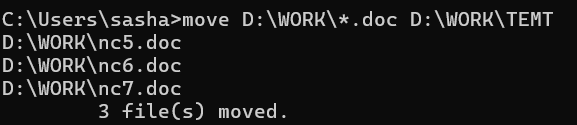 C:\Users\sasha>move D:\WORK\*.doc D:\WORK\TEMT
D:\WORK\nc5.doc
D:\WORK\nc6.doc
D:\WORK\nc7.doc
        3 file(s) moved.